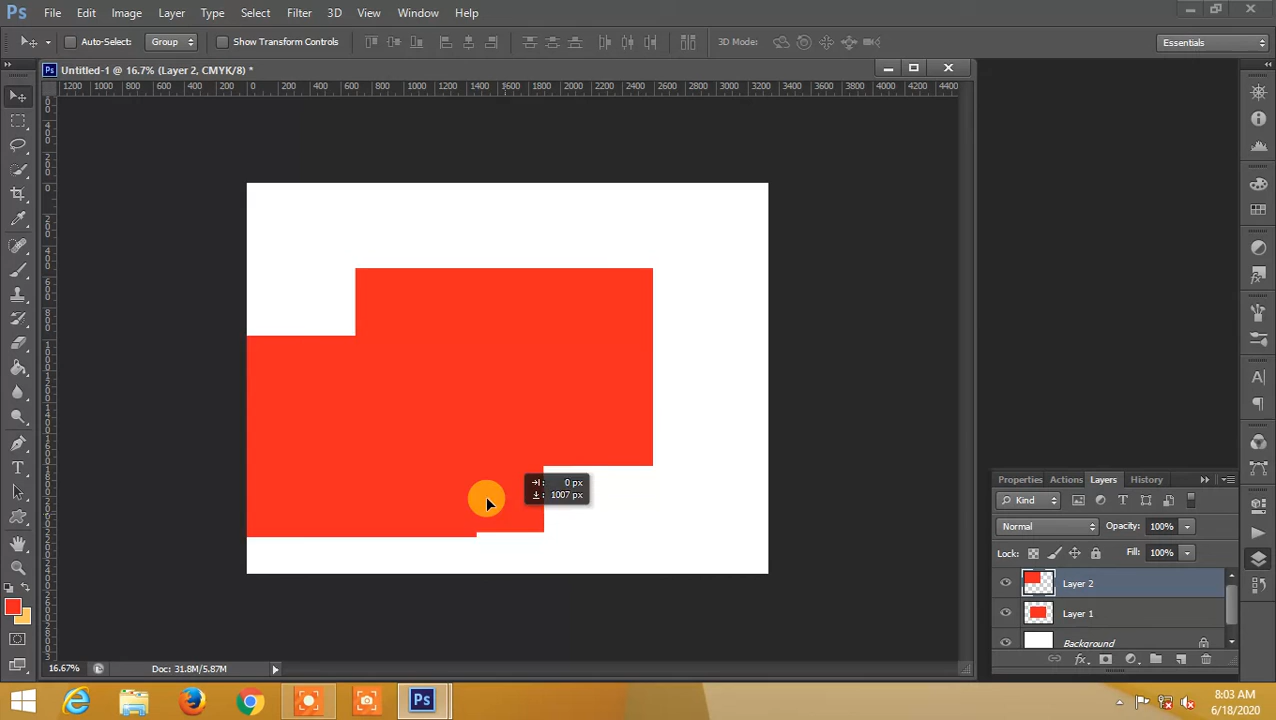 Ps File Edit Image Layer Type Select Filter 3D View Window Help
Auto-Select: Group Show Transform Controls 3D Mode: Essentials
Ps Untitled-1 @ 16.7% (Layer 2, CMYK/8) *
1200 1000 800 600 400 200 0 200 400 600 800 1000 1200 1400 1600 1800 2000 2200 2400 2600 2800 3000 3200 3400 3600 3800 4000 4200 4400
0 px
1007 px
Properties Actions Layers History
Kind
Normal Opacity: 100%
Lock: Fill: 100%
Layer 2
Layer 1
Background
16.67% Doc: 31.8M/5.87M
Ps
8:03 AM
6/18/2020